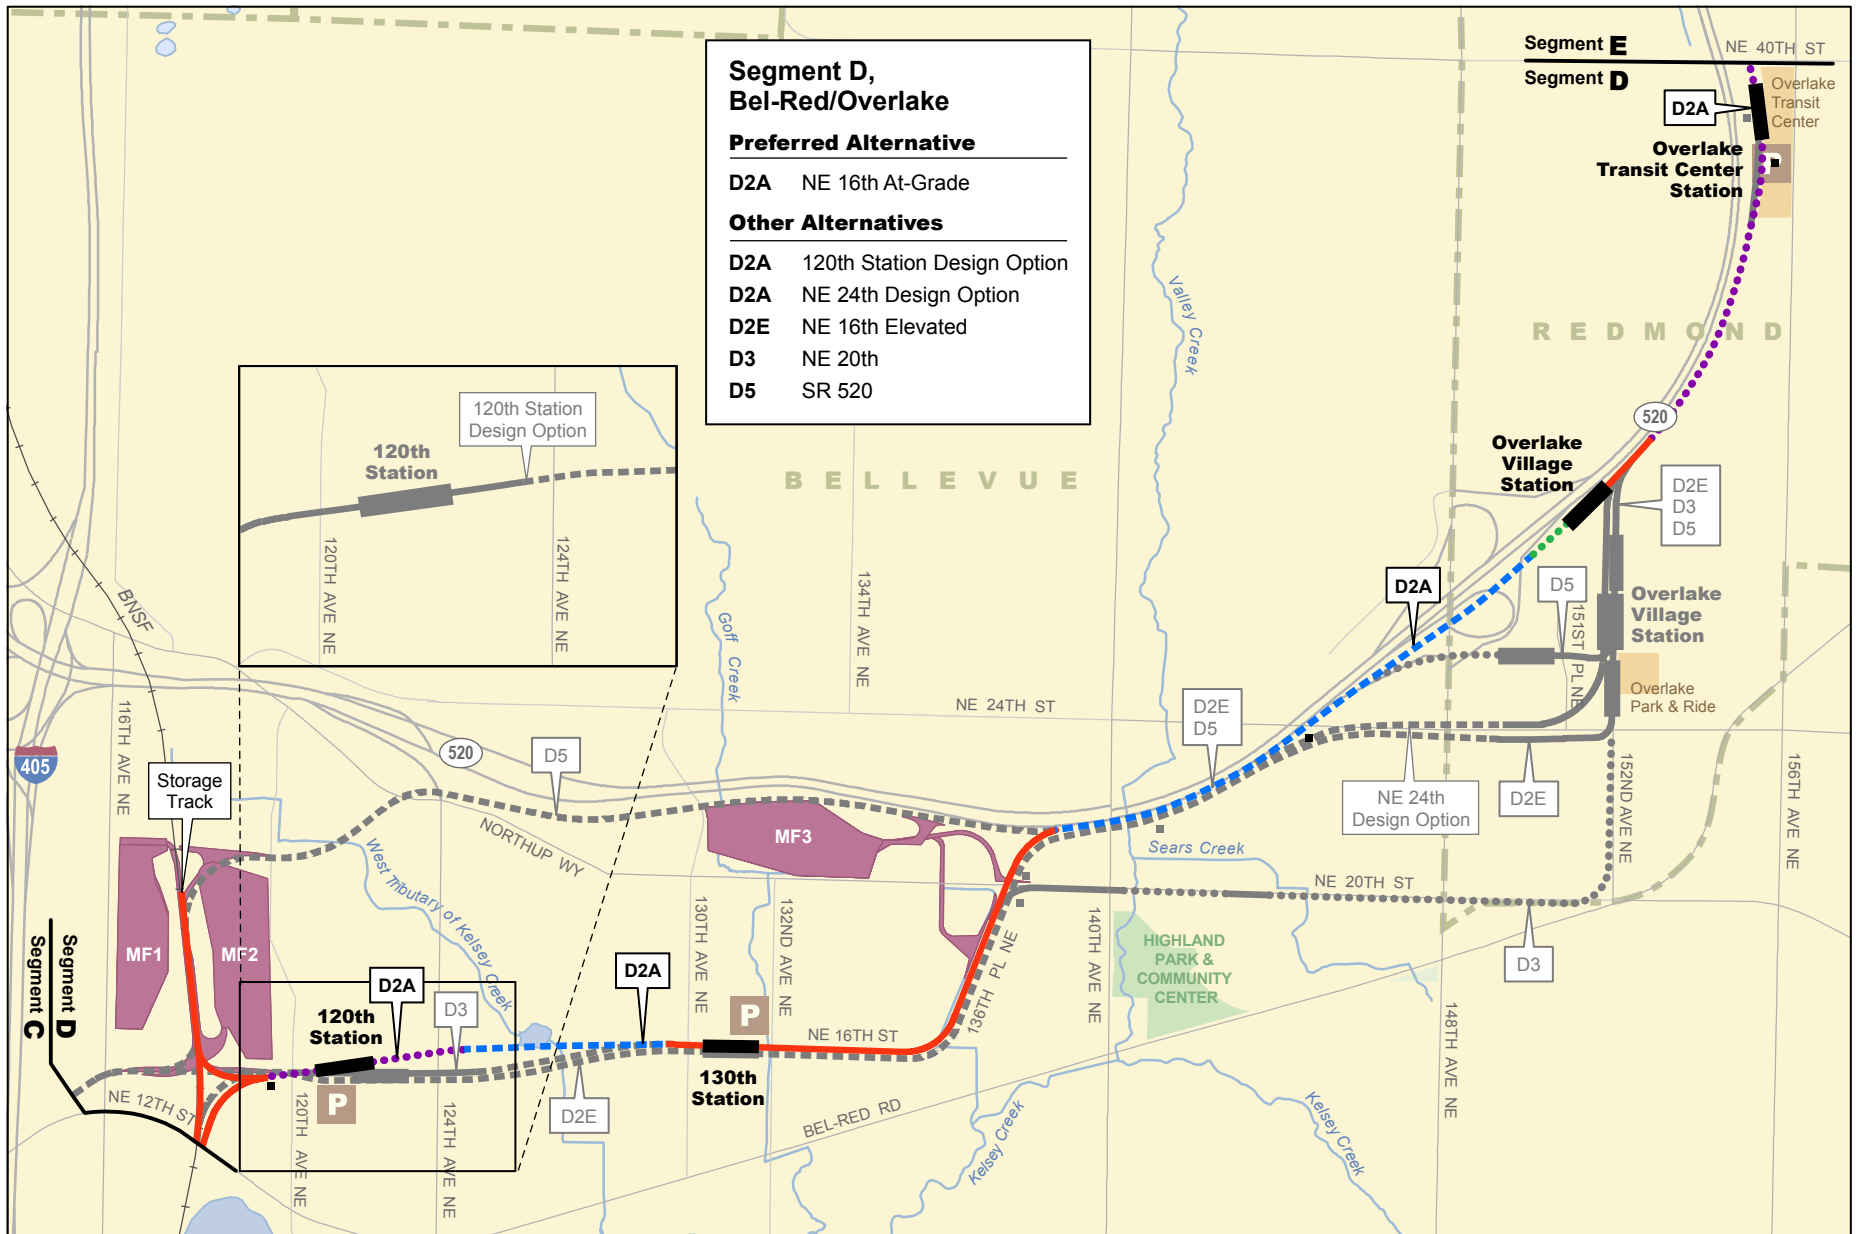 Segment E
NE 40TH ST
Segment D
Segment D,
Bel-Red/Overlake
Preferred Alternative
D2A NE 16th At-Grade
Other Alternatives
D2A 120th Station Design Option
D2A NE 24th Design Option
D2E NE 16th Elevated
D3 NE 20th
D5 SR 520
D2A
Overlake
Transit
Center
Overlake
Transit Center
Station
P
Valley Creek
REDMOND
520
120th Station
Design Option
120th
Station
120TH AVE NE
124TH AVE NE
BELLEVUE
Overlake
Village
Station
D2E
D3
D5
BNSF
Goff Creek
134TH AVE NE
D2A
D5
151ST PL NE
Overlake
Village
Station
Overlake
Park & Ride
116TH AVE NE
NE 24TH ST
D2E
D5
405
520
D5
Storage
Track
NE 24th
Design Option
D2E
152ND AVE NE
156TH AVE NE
NORTHUP WY
MF3
Sears Creek
NE 20TH ST
West Tributary of Kelsey Creek
130TH AVE NE
132ND AVE NE
136TH PL NE
140TH AVE NE
HIGHLAND
PARK &
COMMUNITY
CENTER
D3
Segment D
Segment C
MF1
MF2
D2A
D3
D2A
120th
Station
P
NE 16TH ST
148TH AVE NE
130th
Station
NE 12TH ST
120TH AVE NE
P
124TH AVE NE
D2E
BEL-RED RD
Kelsey Creek
Kelsey Creek